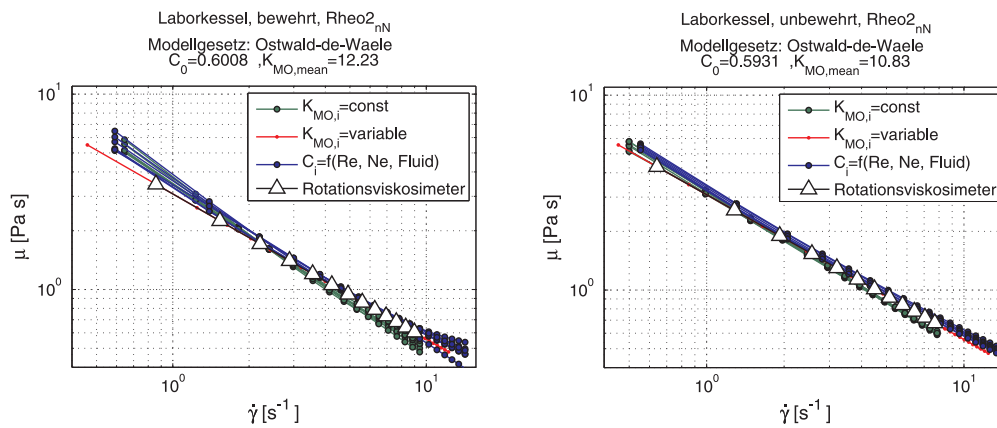 Laborkessel, bewehrt, Rheo2nN
Modellgesetz: Ostwald-de-Waele
C0=0.6008 ,KMO,mean=12.23
10^1
10^0
μ [Pa s]
KMO,i=const
KMO,i=variable
Ci=f(Re, Ne, Fluid)
Rotationsviskosimeter
10^0
10^1
γ̇ [s^-1]
Laborkessel, unbewehrt, Rheo2nN
Modellgesetz: Ostwald-de-Waele
C0=0.5931 ,KMO,mean=10.83
10^1
10^0
μ [Pa s]
KMO,i=const
KMO,i=variable
Ci=f(Re, Ne, Fluid)
Rotationsviskosimeter
10^0
10^1
γ̇ [s^-1]